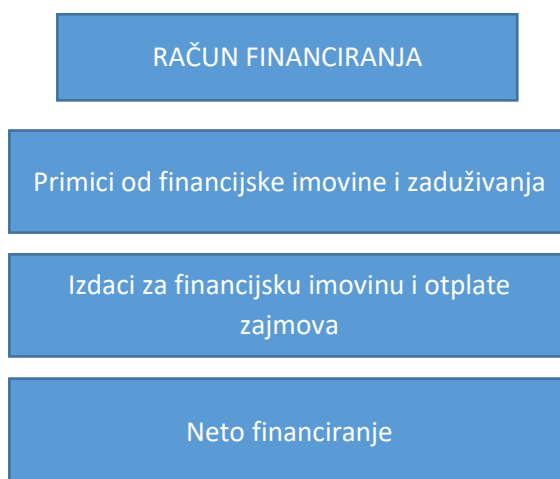 RAČUN FINANCIRANJA
Primici od financijske imovine i zaduživanja
Izdaci za financijsku imovinu i otplate
zajmova
Neto financiranje